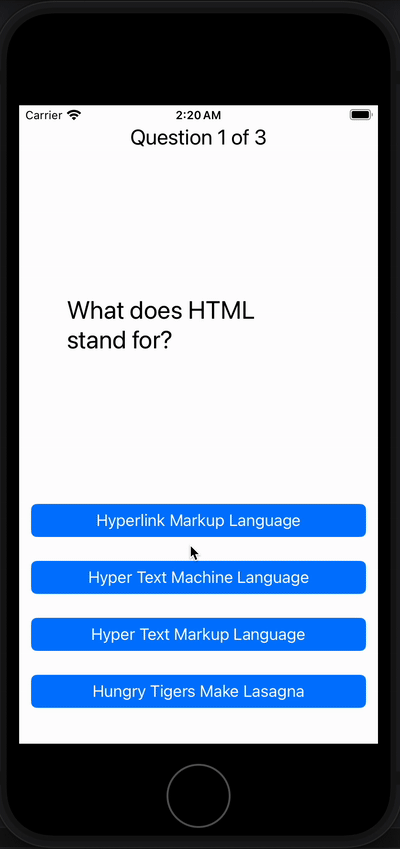 Carrier 2:20 AM
Question 1 of 3
What does HTML
stand for?
Hyperlink Markup Language
Hyper Text Machine Language
Hyper Text Markup Language
Hungry Tigers Make Lasagna